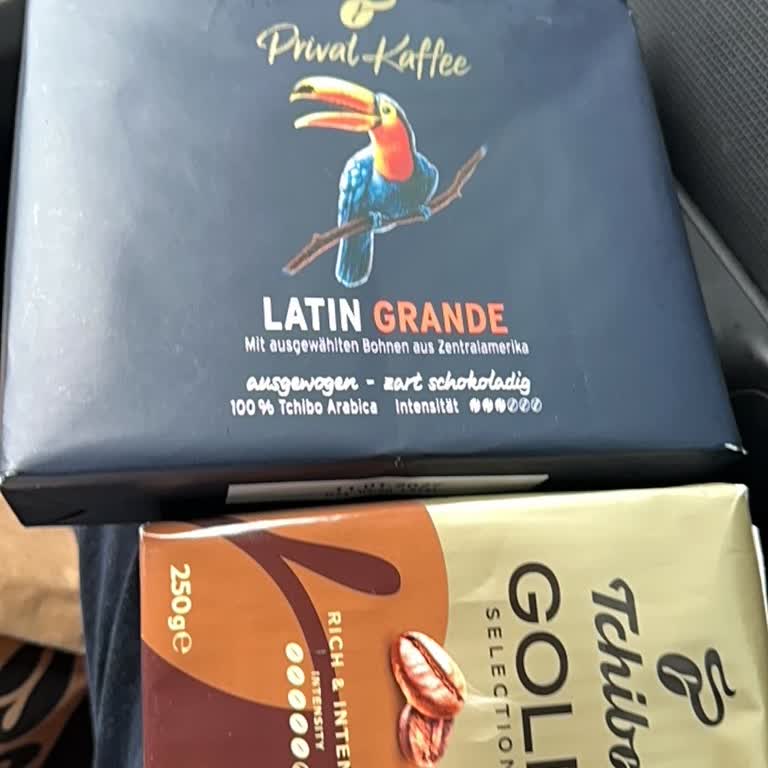 Privat Kaffee
LATIN GRANDE
Mit ausgewählten Bohnen aus Zentralamerika
ausgewogen - zart schokoladig
100 % Tchibo Arabica Intensität
Tchibo
GOLD
SELECTION
RICH & INTEN
INTENSITY
250g e